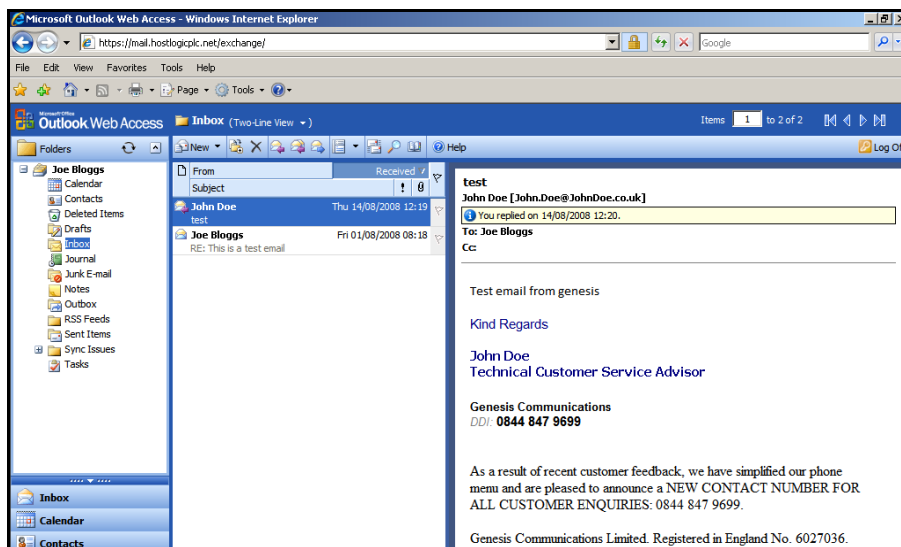 Microsoft Outlook Web Access - Windows Internet Explorer
https://mail.hostlogicplc.net/exchange/
Google
File Edit View Favorites Tools Help
Page Tools
Microsoft Office
Outlook Web Access
Inbox (Two-Line View)
Items 1 to 2 of 2
Folders
New
Help
Log Of
Joe Bloggs
Calendar
Contacts
Deleted Items
Drafts
Inbox
Journal
Junk E-mail
Notes
Outbox
RSS Feeds
Sent Items
Sync Issues
Tasks
Inbox
Calendar
Contacts
From Received
Subject
John Doe Thu 14/08/2008 12:19
test
Joe Bloggs Fri 01/08/2008 08:18
RE: This is a test email
test
John Doe [John.Doe@JohnDoe.co.uk]
You replied on 14/08/2008 12:20.
To: Joe Bloggs
Cc:
Test email from genesis
Kind Regards
John Doe
Technical Customer Service Advisor
Genesis Communications
DDI: 0844 847 9699
As a result of recent customer feedback, we have simplified our phone
menu and are pleased to announce a NEW CONTACT NUMBER FOR
ALL CUSTOMER ENQUIRIES: 0844 847 9699.
Genesis Communications Limited. Registered in England No. 6027036.